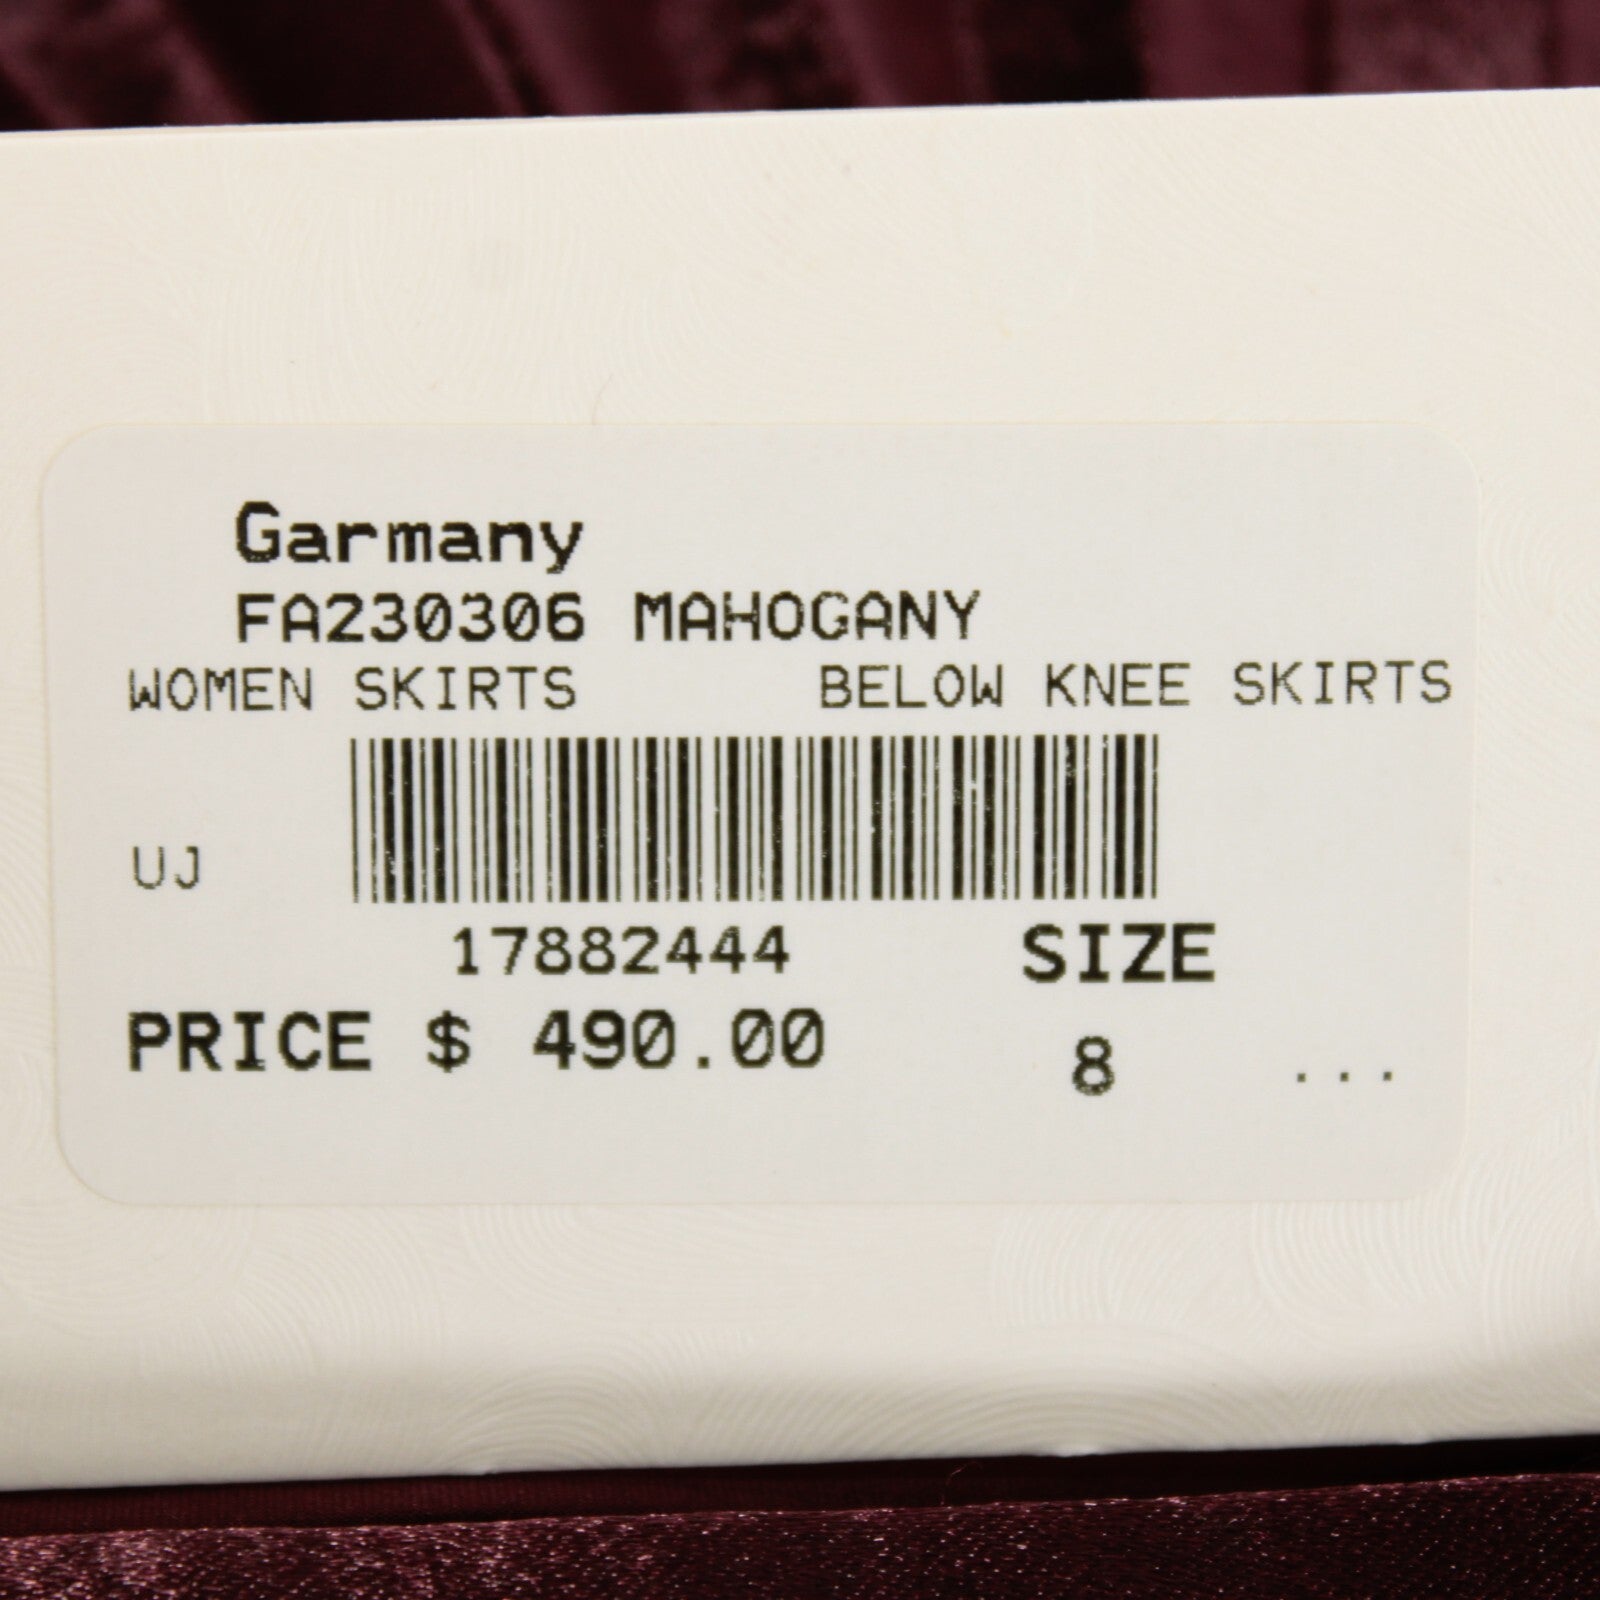 Garmany
FA230306 MAHOGANY
WOMEN SKIRTS BELOW KNEE SKIRTS
UJ
17882444 SIZE
PRICE $ 490.00 8 ...